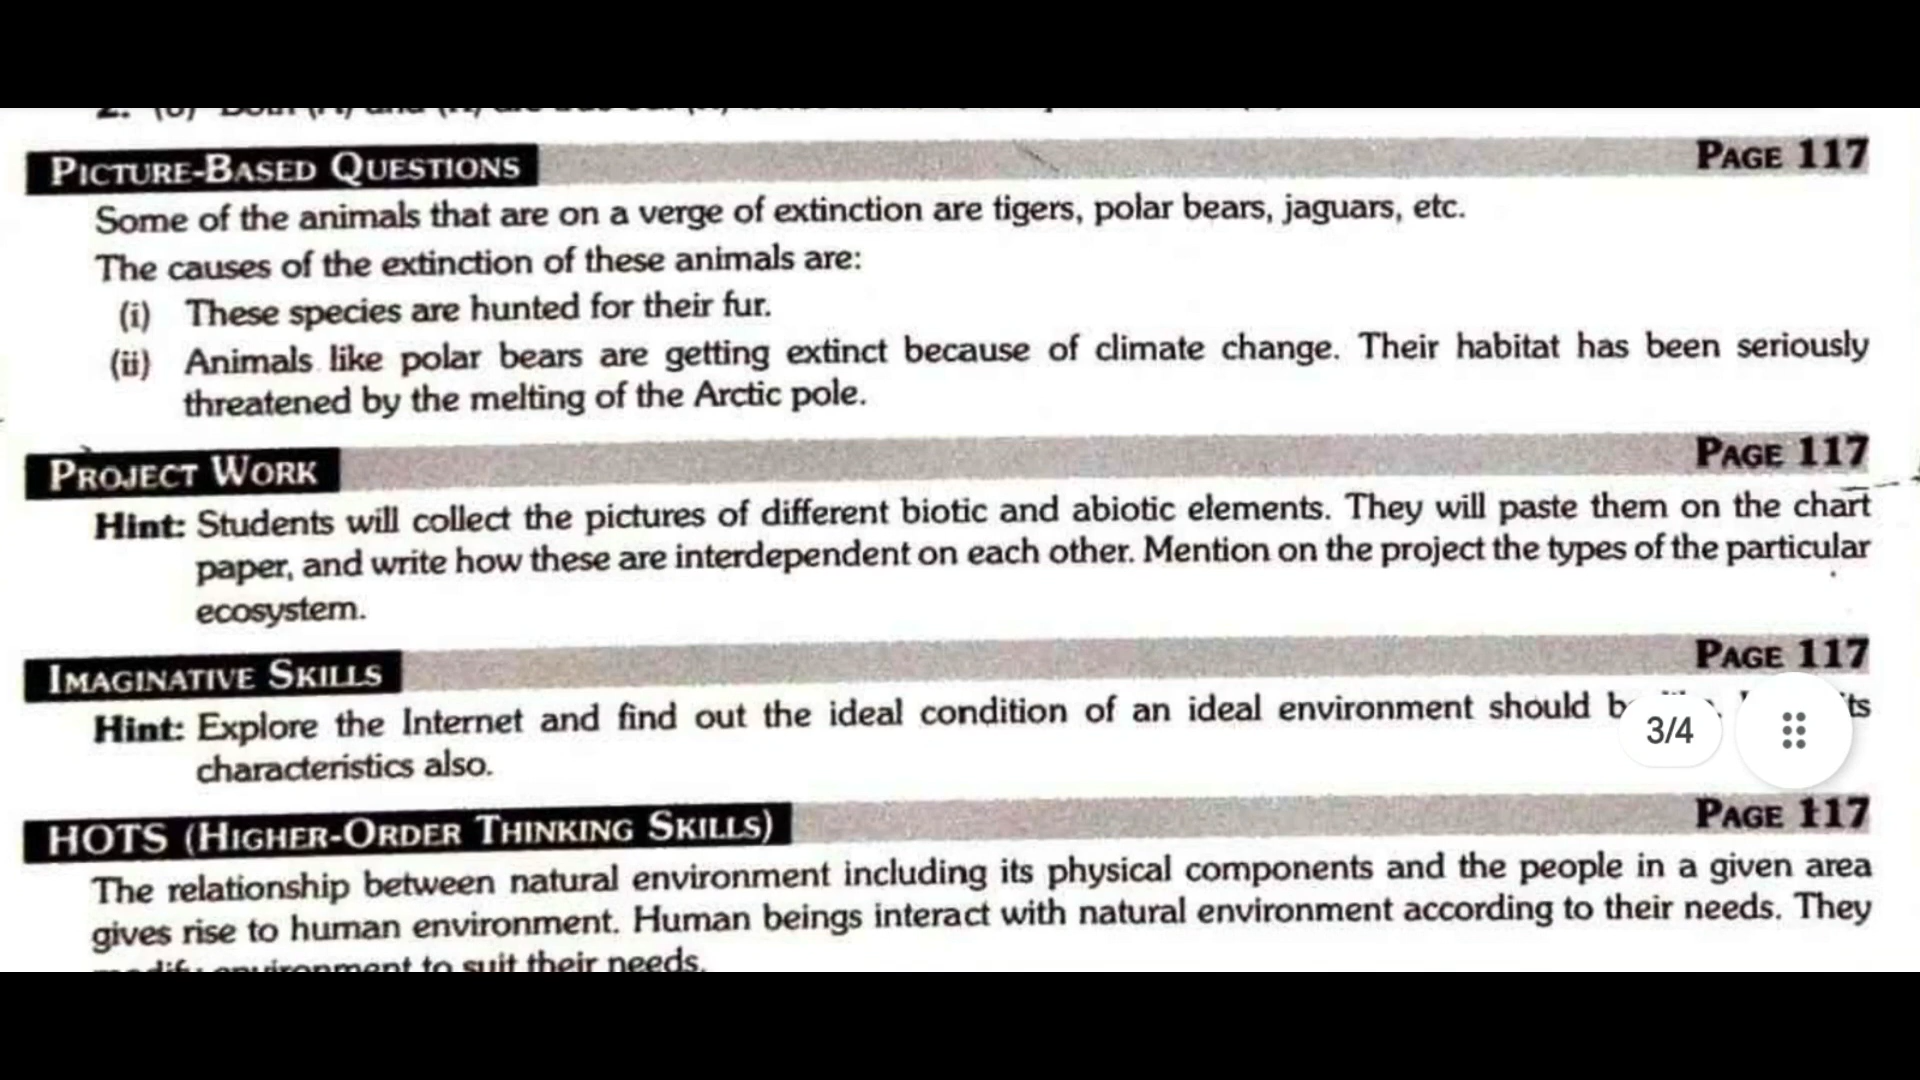 PICTURE-BASED QUESTIONS PAGE 117
Some of the animals that are on a verge of extinction are tigers, polar bears, jaguars, etc.
The causes of the extinction of these animals are:
(i) These species are hunted for their fur.
(ii) Animals like polar bears are getting extinct because of climate change. Their habitat has been seriously
threatened by the melting of the Arctic pole.
PROJECT WORK PAGE 117
Hint: Students will collect the pictures of different biotic and abiotic elements. They will paste them on the chart
paper, and write how these are interdependent on each other. Mention on the project the types of the particular
ecosystem.
IMAGINATIVE SKILLS PAGE 117
Hint: Explore the Internet and find out the ideal condition of an ideal environment should
3/4
characteristics also.
HOTS (HIGHER-ORDER THINKING SKILLS) PAGE 117
The relationship between natural environment including its physical components and the people in a given area
gives rise to human environment. Human beings interact with natural environment according to their needs. They
modify environment to suit their needs.